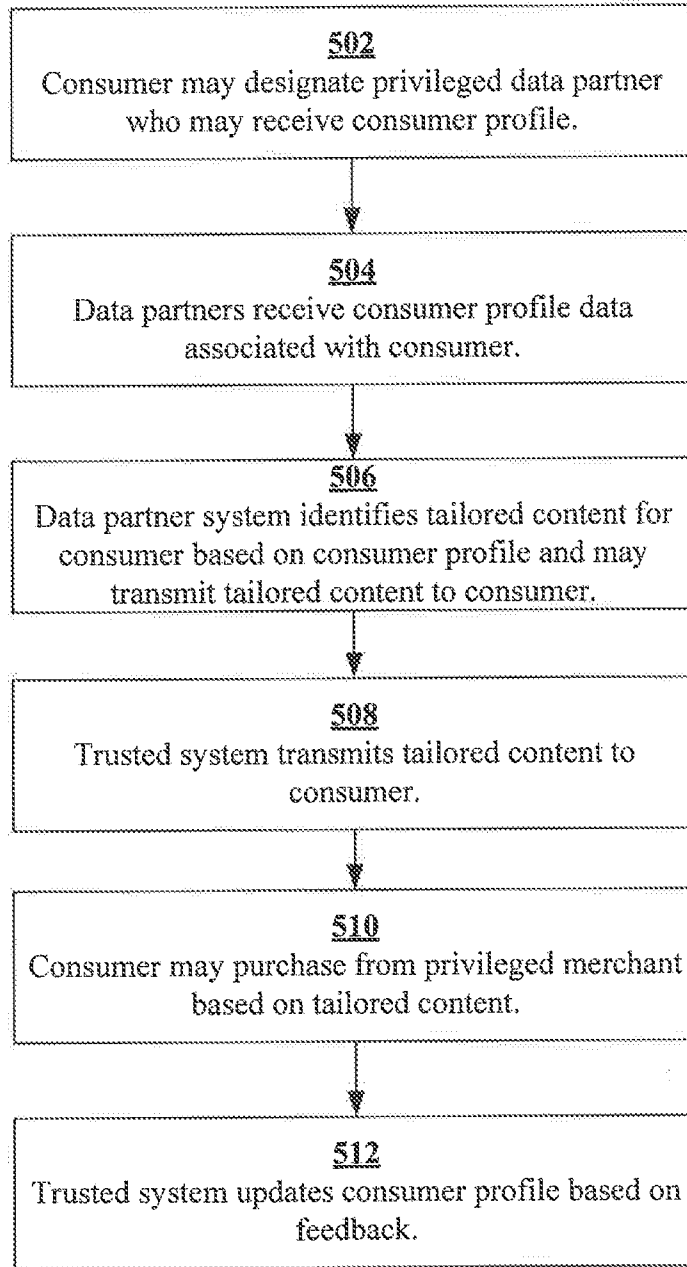 502
Consumer may designate privileged data partner
who may receive consumer profile.
504
Data partners receive consumer profile data
associated with consumer.
506
Data partner system identifies tailored content for
consumer based on consumer profile and may
transmit tailored content to consumer.
508
Trusted system transmits tailored content to
consumer.
510
Consumer may purchase from privileged merchant
based on tailored content.
512
Trusted system updates consumer profile based on
feedback.